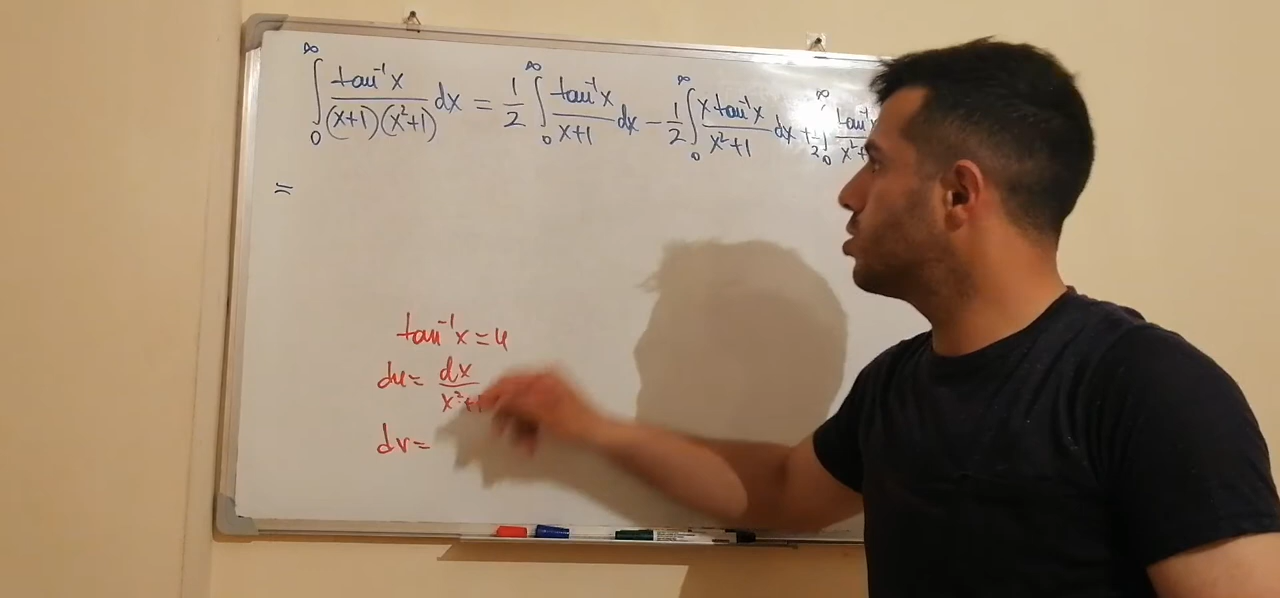 ∫₀^∞ tan⁻¹x / (x+1)(x²+1) dx = 1/2 ∫₀^∞ tan⁻¹x / x+1 dx − 1/2 ∫₀^∞ x tan⁻¹x / x²+1 dx + 1/2 ∫₀^∞ tan⁻¹x / x²+
=
tan⁻¹x = u
du = dx / x²+1
dv =